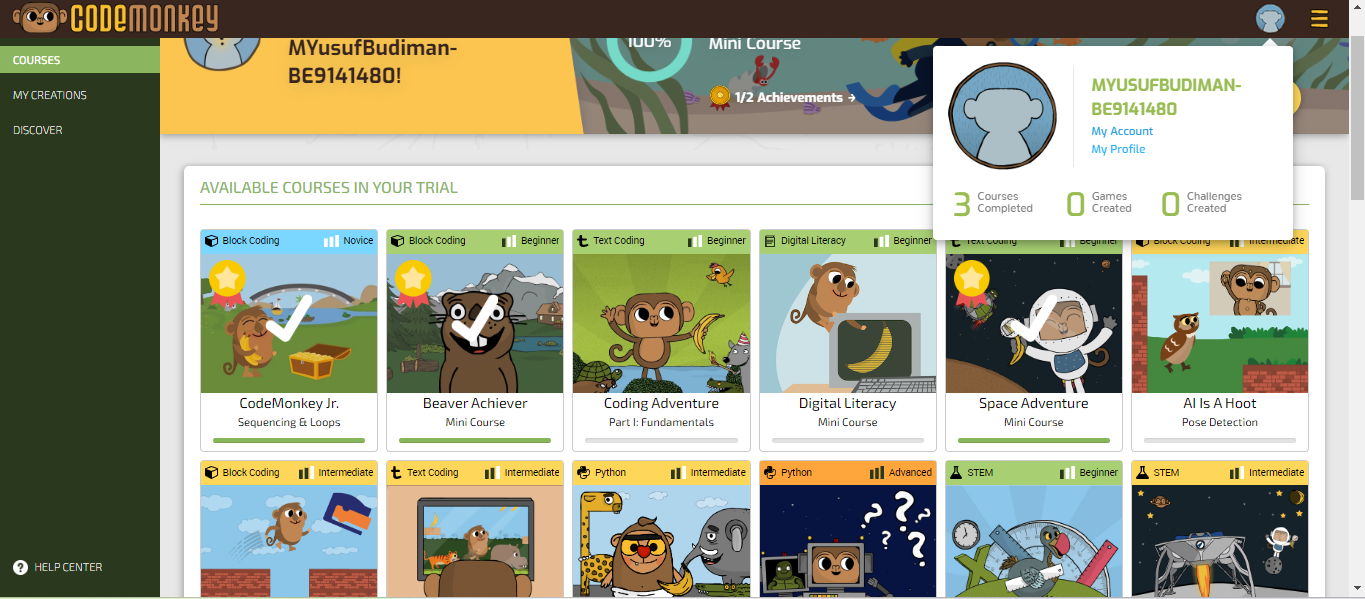 CODEMONKEY
COURSES
MY CREATIONS
DISCOVER
HELP CENTER
MYusufBudiman-
BE9141480!
100%
Mini Course
1/2 Achievements →
MYUSUFBUDIMAN-
BE9141480
My Account
My Profile
3 Courses
Completed
0 Games
Created
0 Challenges
Created
AVAILABLE COURSES IN YOUR TRIAL
Block Coding Novice
CodeMonkey Jr.
Sequencing & Loops
Block Coding Beginner
Beaver Achiever
Mini Course
Text Coding Beginner
Coding Adventure
Part I: Fundamentals
Digital Literacy Beginner
Digital Literacy
Mini Course
Text Coding Beginner
Space Adventure
Mini Course
Block Coding Intermediate
AI Is A Hoot
Pose Detection
Block Coding Intermediate
Text Coding Intermediate
Python Intermediate
Python Advanced
STEM Beginner
STEM Intermediate